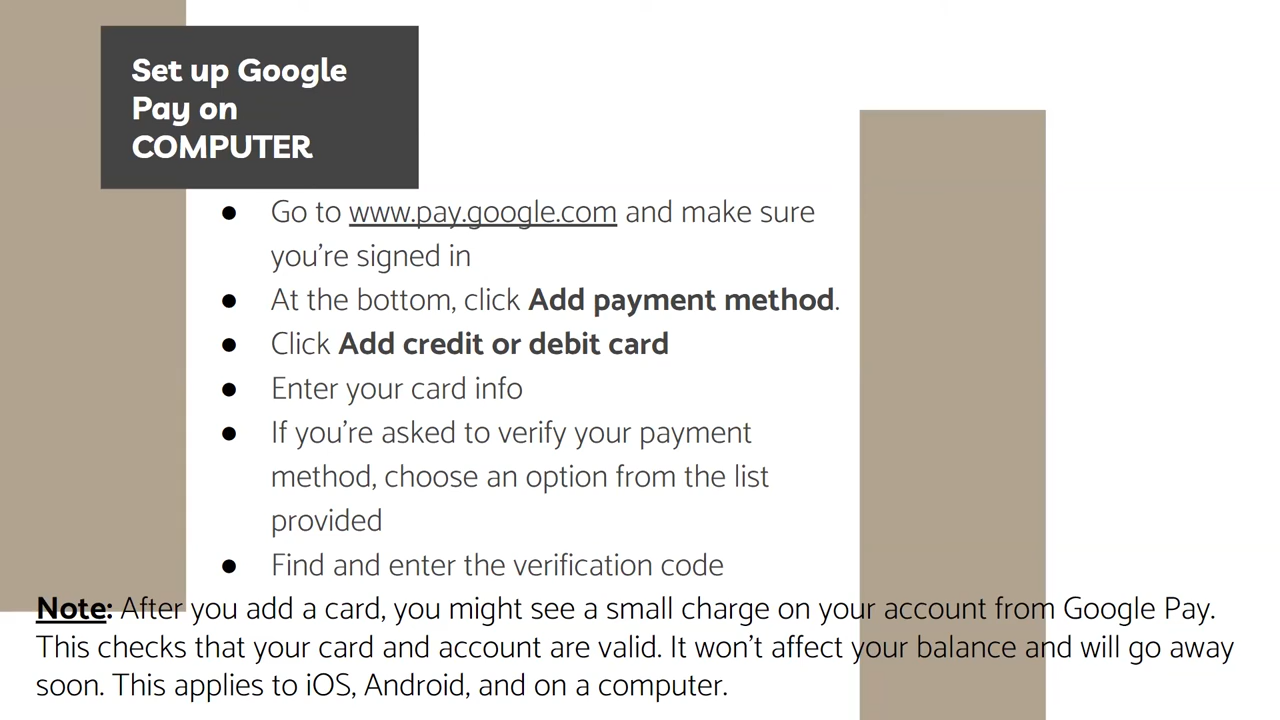 Set up Google
Pay on
COMPUTER
● Go to www.pay.google.com and make sure
you’re signed in
● At the bottom, click Add payment method.
● Click Add credit or debit card
● Enter your card info
● If you’re asked to verify your payment
method, choose an option from the list
provided
● Find and enter the verification code
Note: After you add a card, you might see a small charge on your account from Google Pay.
This checks that your card and account are valid. It won’t affect your balance and will go away
soon. This applies to iOS, Android, and on a computer.